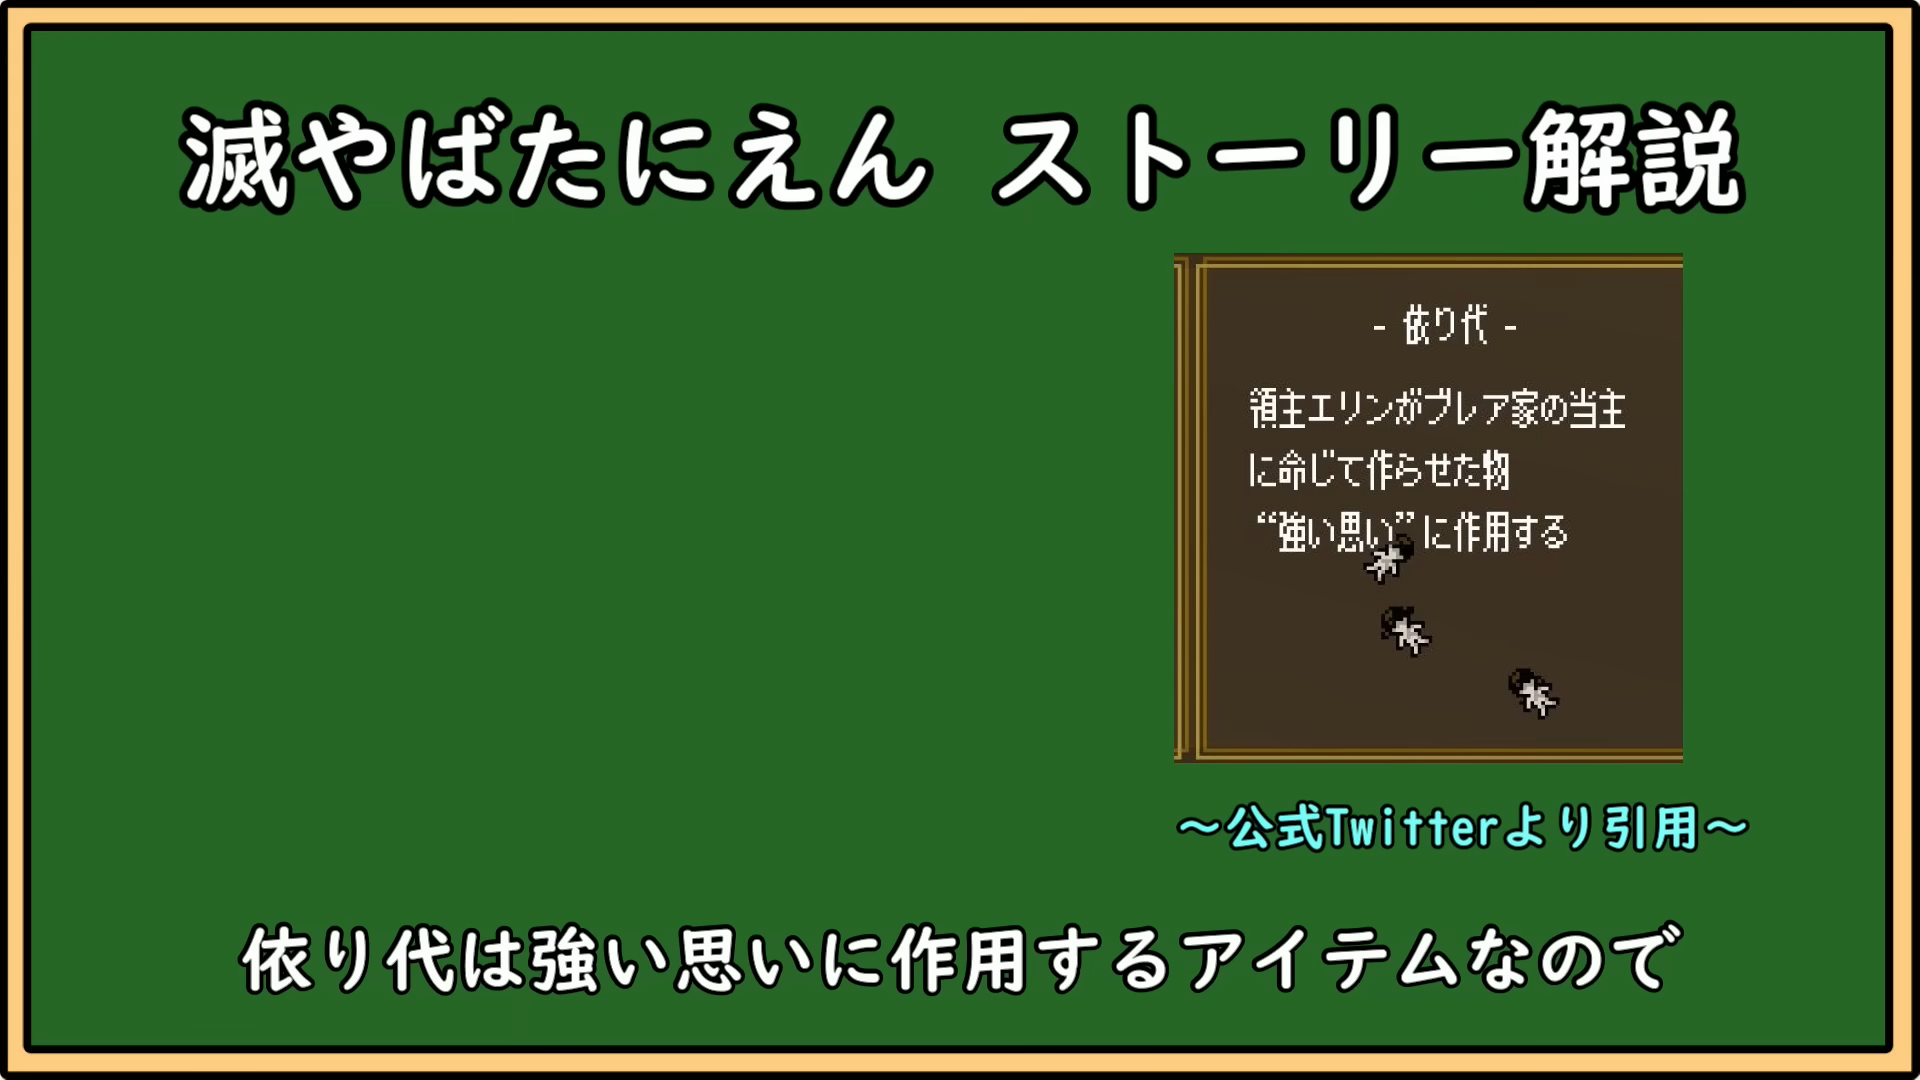 滅やばたにえん ストーリー解説
- 依り代 -
領主エリンがブレア家の当主
に命じて作らせた物
“強い思い”に作用する
～公式Twitterより引用～
依り代は強い思いに作用するアイテムなので